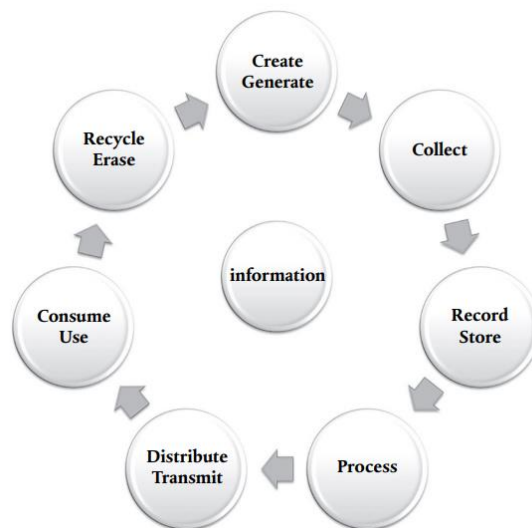 Create
Generate
Collect
Record
Store
Process
Distribute
Transmit
Consume
Use
Recycle
Erase
information